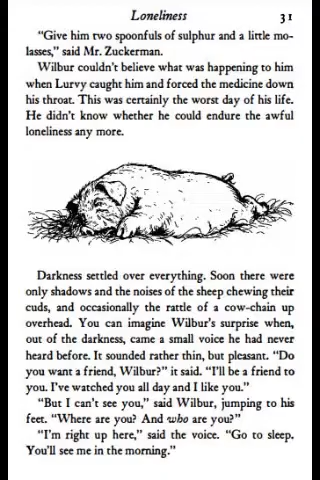 Loneliness 31
“Give him two spoonfuls of sulphur and a little mo-
lasses,” said Mr. Zuckerman.
Wilbur couldn’t believe what was happening to him
when Lurvy caught him and forced the medicine down
his throat. This was certainly the worst day of his life.
He didn’t know whether he could endure the awful
loneliness any more.
Darkness settled over everything. Soon there were
only shadows and the noises of the sheep chewing their
cuds, and occasionally the rattle of a cow-chain up
overhead. You can imagine Wilbur’s surprise when,
out of the darkness, came a small voice he had never
heard before. It sounded rather thin, but pleasant. “Do
you want a friend, Wilbur?” it said. “I’ll be a friend to
you. I’ve watched you all day and I like you.”
“But I can’t see you,” said Wilbur, jumping to his
feet. “Where are you? And who are you?”
“I’m right up here,” said the voice. “Go to sleep.
You’ll see me in the morning.”